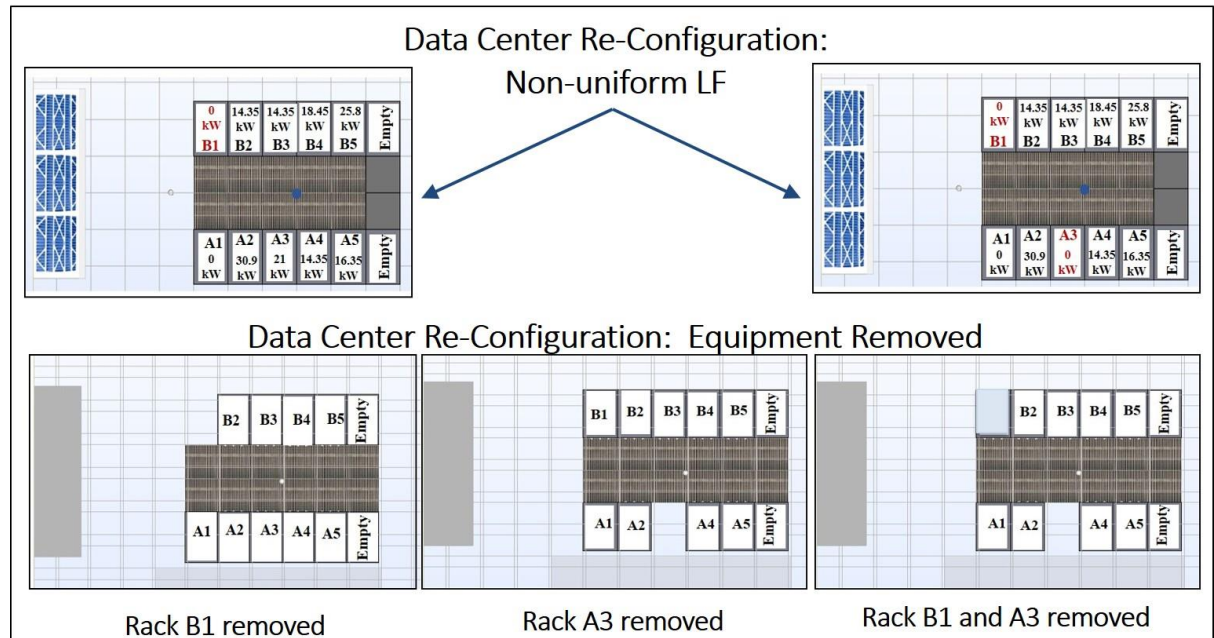 Data Center Re-Configuration:
Non-uniform LF
0 14.35 14.35 18.45 25.8
kW kW kW kW kW Empty
B1 B2 B3 B4 B5
A1 A2 A3 A4 A5
0 30.9 21 14.35 16.35 Empty
kW kW kW kW kW
0 14.35 14.35 18.45 25.8
kW kW kW kW kW Empty
B1 B2 B3 B4 B5
A1 A2 A3 A4 A5
0 30.9 0 14.35 16.35 Empty
kW kW kW kW kW
Data Center Re-Configuration: Equipment Removed
B2 B3 B4 B5 Empty
A1 A2 A3 A4 A5 Empty
Rack B1 removed
B1 B2 B3 B4 B5 Empty
A1 A2 A4 A5 Empty
Rack A3 removed
B2 B3 B4 B5 Empty
A1 A2 A4 A5 Empty
Rack B1 and A3 removed